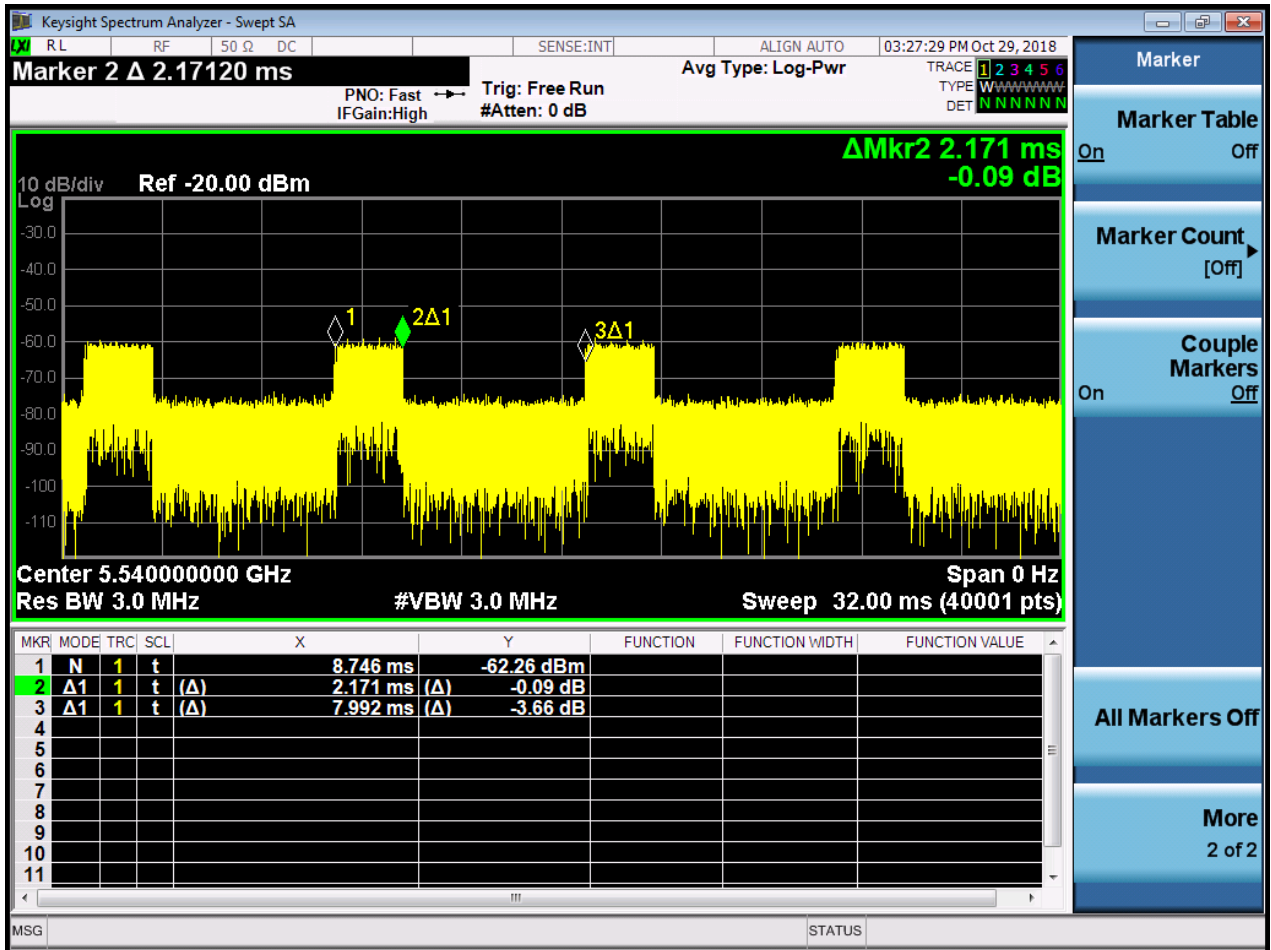 Keysight Spectrum Analyzer - Swept SA
LXI RL RF 50 Ω DC SENSE:INT ALIGN AUTO 03:27:29 PM Oct 29, 2018
Marker 2 Δ 2.17120 ms
PNO: Fast
IFGain:High
Trig: Free Run
#Atten: 0 dB
Avg Type: Log-Pwr
TRACE 1 2 3 4 5 6
TYPE WWWWWW
DET N N N N N N
ΔMkr2 2.171 ms
-0.09 dB
10 dB/div Ref -20.00 dBm
Log
-30.0
-40.0
-50.0
-60.0
-70.0
-80.0
-90.0
-100
-110
1
2Δ1
3Δ1
Center 5.540000000 GHz Span 0 Hz
Res BW 3.0 MHz #VBW 3.0 MHz Sweep 32.00 ms (40001 pts)
MKR MODE TRC SCL X Y FUNCTION FUNCTION WIDTH FUNCTION VALUE
1 N 1 t 8.746 ms -62.26 dBm
2 Δ1 1 t (Δ) 2.171 ms (Δ) -0.09 dB
3 Δ1 1 t (Δ) 7.992 ms (Δ) -3.66 dB
4
5
6
7
8
9
10
11
MSG STATUS
Marker
Marker Table
On Off
Marker Count
[Off]
Couple
Markers
On Off
All Markers Off
More
2 of 2